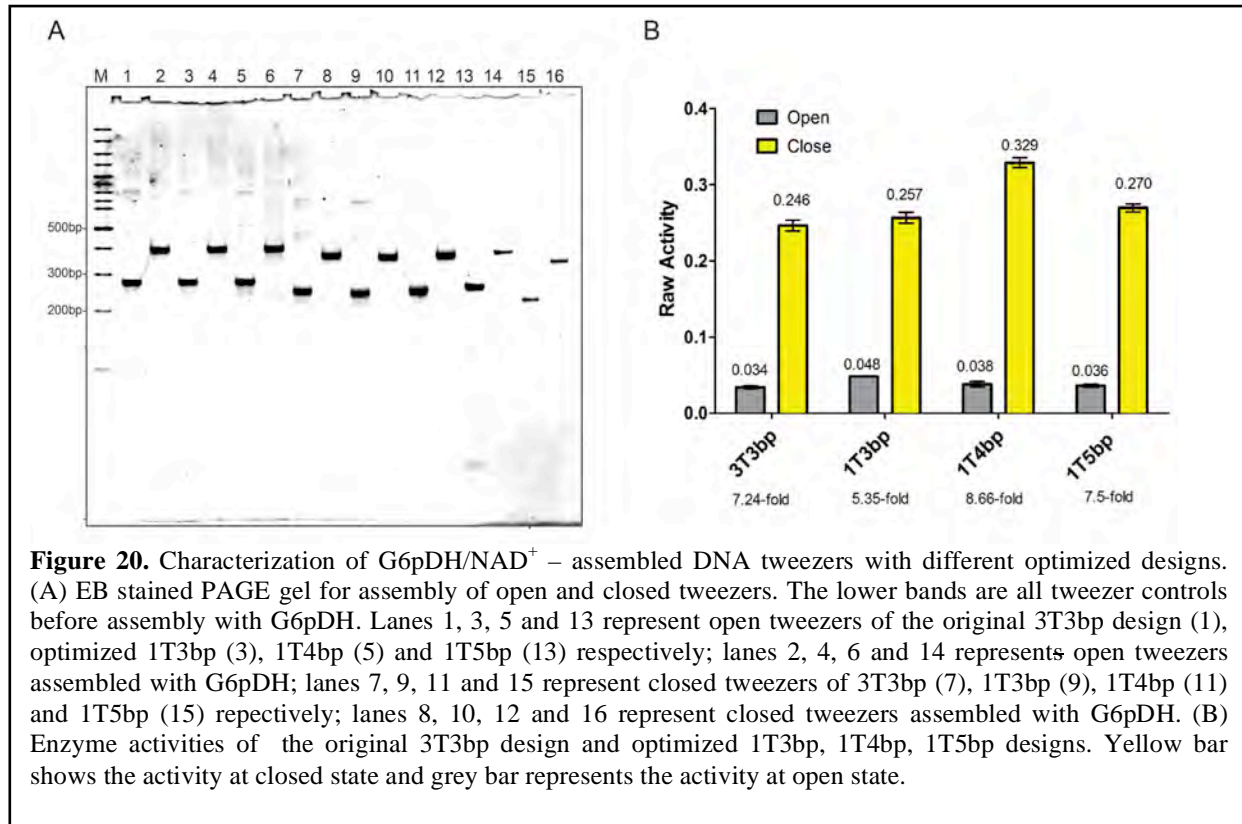 A
M 1 2 3 4 5 6 7 8 9 10 11 12 13 14 15 16
500bp
300bp
200bp
B
Open
Close
Raw Activity
0.4
0.3
0.2
0.1
0.0
0.034
0.246
0.048
0.257
0.038
0.329
0.036
0.270
3T3bp
1T3bp
1T4bp
1T5bp
7.24-fold
5.35-fold
8.66-fold
7.5-fold
Figure 20. Characterization of G6pDH/NAD⁺ – assembled DNA tweezers with different optimized designs.
(A) EB stained PAGE gel for assembly of open and closed tweezers. The lower bands are all tweezer controls
before assembly with G6pDH. Lanes 1, 3, 5 and 13 represent open tweezers of the original 3T3bp design (1),
optimized 1T3bp (3), 1T4bp (5) and 1T5bp (13) respectively; lanes 2, 4, 6 and 14 represents open tweezers
assembled with G6pDH; lanes 7, 9, 11 and 15 represent closed tweezers of 3T3bp (7), 1T3bp (9), 1T4bp (11)
and 1T5bp (15) repectively; lanes 8, 10, 12 and 16 represent closed tweezers assembled with G6pDH. (B)
Enzyme activities of the original 3T3bp design and optimized 1T3bp, 1T4bp, 1T5bp designs. Yellow bar
shows the activity at closed state and grey bar represents the activity at open state.